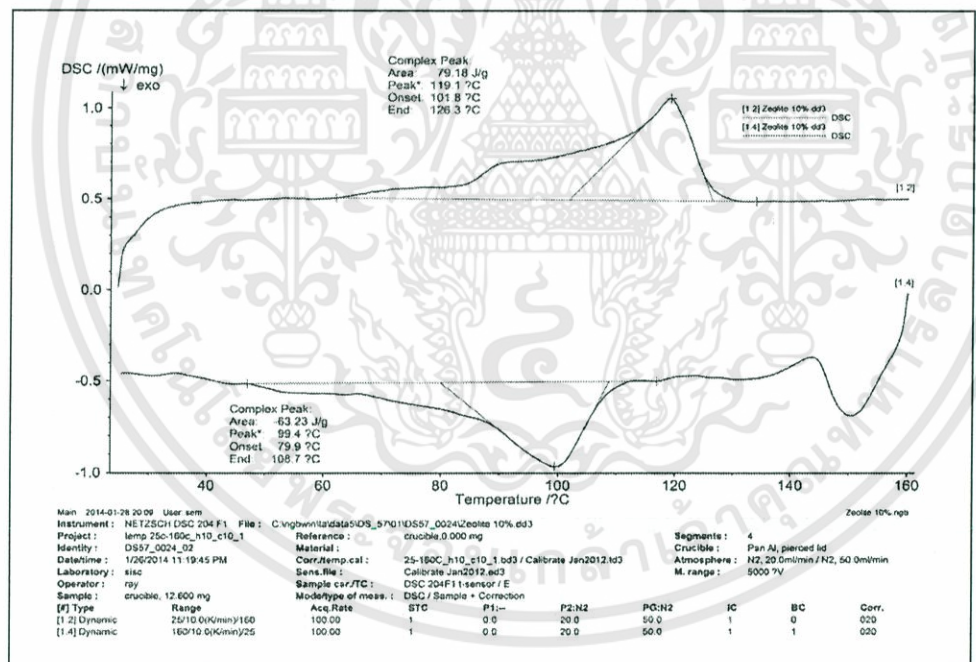 DSC /(mW/mg)
↓ exo
Complex Peak:
Area: 79.18 J/g
Peak*: 119.1 ?C
Onset: 101.8 ?C
End: 126.3 ?C
[1.2] Zeolite 10%.dd3
DSC
[1.4] Zeolite 10%.dd3
DSC
1.0
0.5
0.0
-0.5
-1.0
[1.2]
[1.4]
Complex Peak:
Area: -63.23 J/g
Peak*: 99.4 ?C
Onset: 79.9 ?C
End: 108.7 ?C
40 60 80 100 120 140 160
Temperature /?C
Main 2014-01-28 20:09 User: sem
Zeolite 10%.ngb
Instrument : NETZSCH DSC 204 F1 File : C:\ngbwin\ta\data5\DS_57\01\DS57_0024\Zeolite 10%.dd3
Project : temp 25c-160c_h10_c10_1 Reference : crucible,0.000 mg Segments : 4
Identity : DS57_0024_02 Material : Crucible : Pan Al, pierced lid
Date/time : 1/26/2014 11:19:45 PM Corr./temp.cal : 25-160C_h10_c10_1.bd3 / Calibrate Jan2012.td3 Atmosphere : N2, 20.0ml/min / N2, 50.0ml/min
Laboratory : sisc Sens.file : Calibrate Jan2012.ed3 M. range : 5000 ?V
Operator : ray Sample car./TC : DSC 204F1 t-sensor / E
Sample : crucible, 12.600 mg Mode/type of meas. : DSC / Sample + Correction
[#] Type Range Acq.Rate STC P1:-- P2:N2 PG:N2 IC BC Corr.
[1.2] Dynamic 25/10.0(K/min)/160 100.00 1 0.0 20.0 50.0 1 0 020
[1.4] Dynamic 160/10.0(K/min)/25 100.00 1 0.0 20.0 50.0 1 1 020